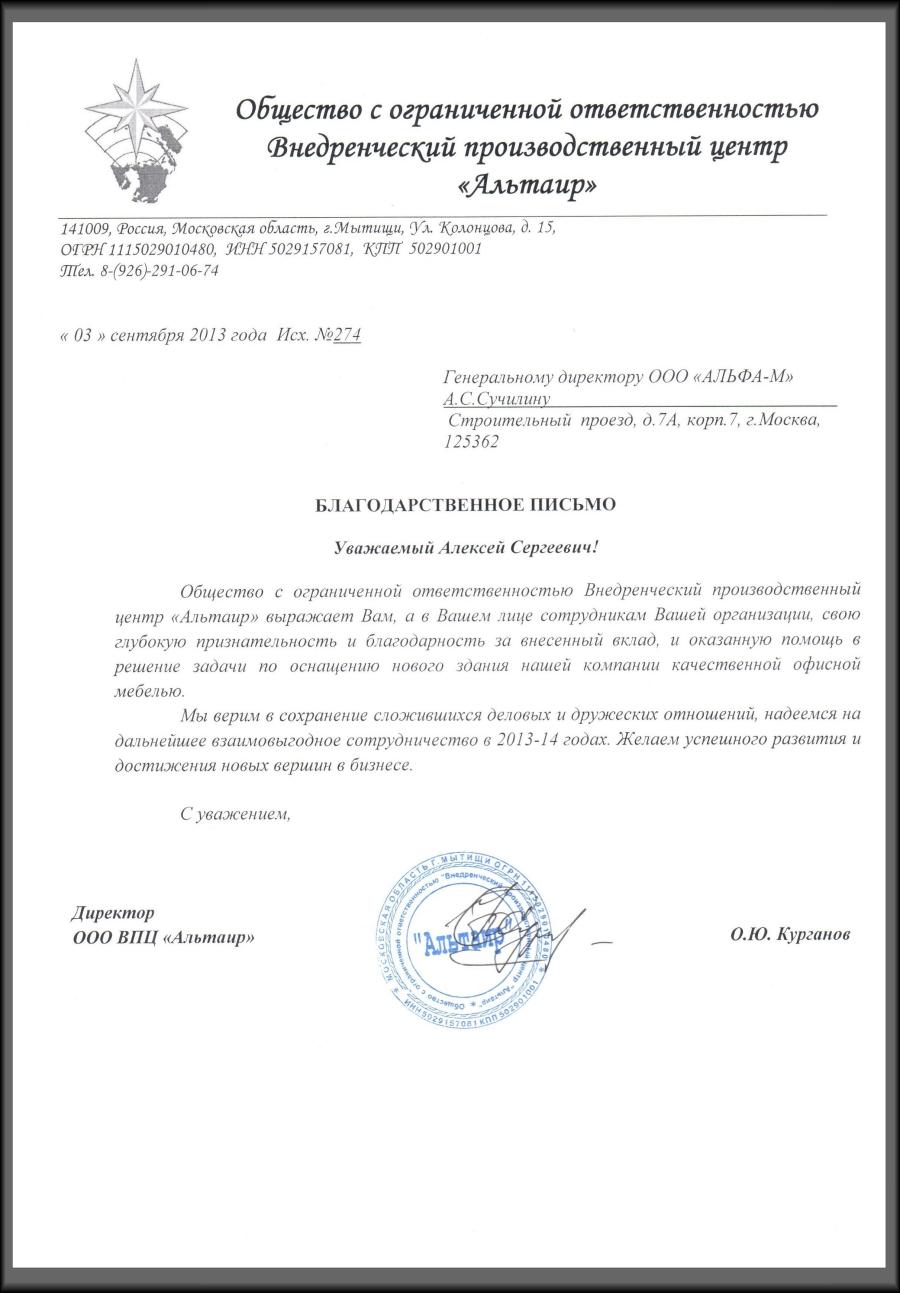 Общество с ограниченной ответственностью
Внедренческий производственный центр
«Альтаир»
141009, Россия, Московская область, г.Мытищи, Ул. Колонцова, д. 15,
ОГРН 1115029010480, ИНН 5029157081, КПП 502901001
Тел. 8-(926)-291-06-74
« 03 » сентября 2013 года Исх. №274
Генеральному директору ООО «АЛЬФА-М»
А.С.Сучилину
Строительный проезд, д.7А, корп.7, г.Москва,
125362
БЛАГОДАРСТВЕННОЕ ПИСЬМО
Уважаемый Алексей Сергеевич!
Общество с ограниченной ответственностью Внедренческий производственный
центр «Альтаир» выражает Вам, а в Вашем лице сотрудникам Вашей организации, свою
глубокую признательность и благодарность за внесенный вклад, и оказанную помощь в
решение задачи по оснащению нового здания нашей компании качественной офисной
мебелью.
Мы верим в сохранение сложившихся деловых и дружеских отношений, надеемся на
дальнейшее взаимовыгодное сотрудничество в 2013-14 годах. Желаем успешного развития и
достижения новых вершин в бизнесе.
С уважением,
Директор
ООО ВПЦ «Альтаир»
О.Ю. Курганов
МОСКОВСКАЯ ОБЛАСТЬ Г. МЫТИЩИ ОГРН 1115029010480
ИНН 5029157081 КПП 502901001
Общество с ограниченной ответственностью "Внедренческий производственный центр "Альтаир"
"Альтаир"